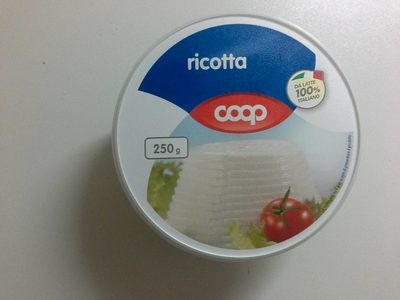 ricotta
coop
DA LATTE
100%
ITALIANO
250 g